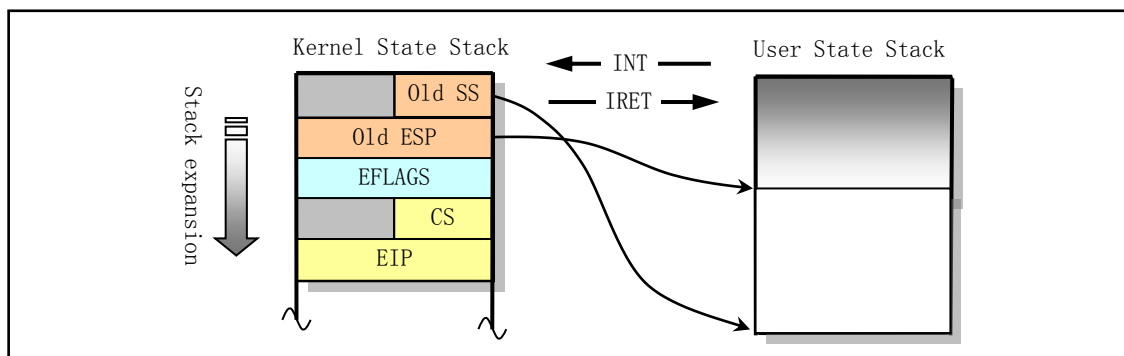 Kernel State Stack
INT
User State Stack
IRET
Old SS
Old ESP
EFLAGS
CS
EIP
Stack expansion